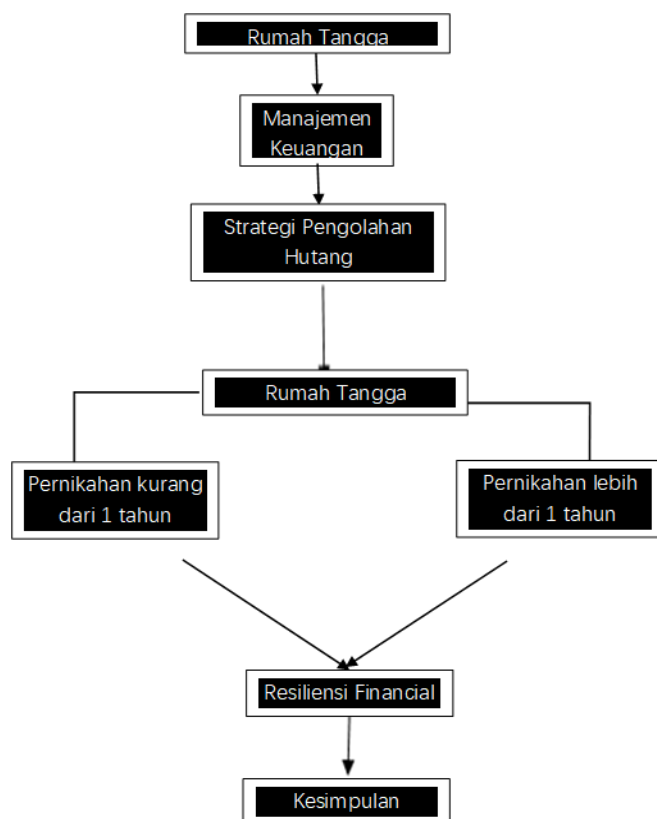 Rumah Tangga
Manajemen
Keuangan
Strategi Pengolahan
Hutang
Rumah Tangga
Pernikahan kurang
dari 1 tahun
Pernikahan lebih
dari 1 tahun
Resiliensi Financial
Kesimpulan